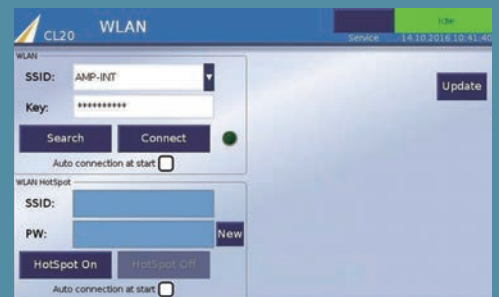 CL20 WLAN Idle
Service 14.10.2016 10:41:40
WLAN
SSID: AMP-INT
Update
Key: **********
Search Connect
Auto connection at start
WLAN HotSpot
SSID:
PW: New
HotSpot On HotSpot Off
Auto connection at start